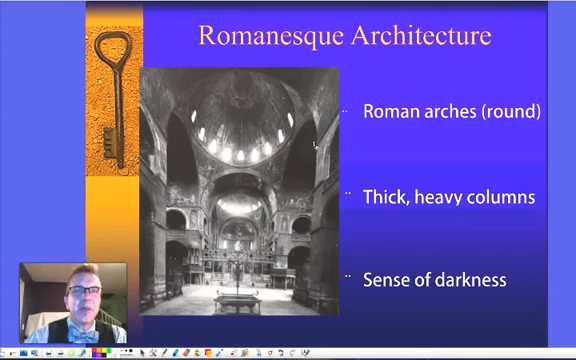 Romanesque Architecture
Roman arches (round)
Thick, heavy columns
Sense of darkness